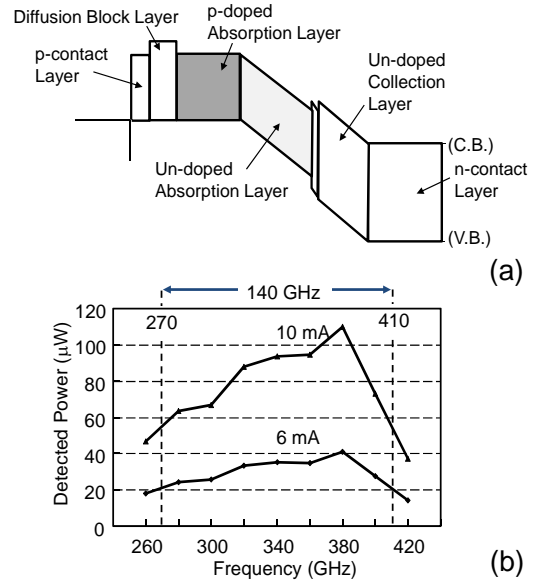 Diffusion Block Layer
p-doped
Absorption Layer
p-contact
Layer
Un-doped
Collection
Layer
Un-doped
Absorption Layer
(C.B.)
n-contact
Layer
(V.B.)
(a)
140 GHz
270
410
10 mA
6 mA
Detected Power (μW)
120
100
80
60
40
20
0
260 300 340 380 420
Frequency (GHz)
(b)